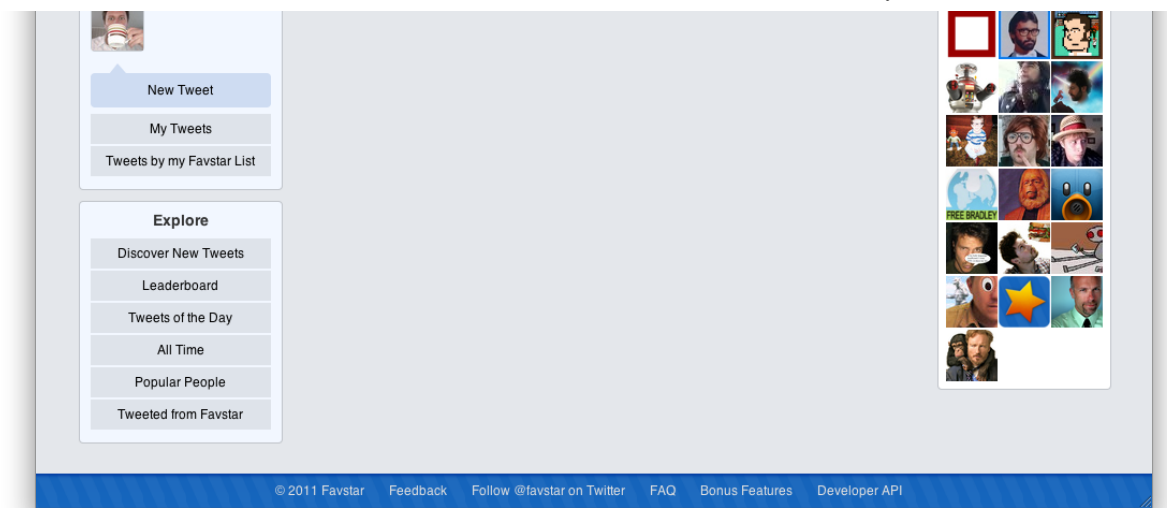 New Tweet
My Tweets
Tweets by my Favstar List
Explore
Discover New Tweets
Leaderboard
Tweets of the Day
All Time
Popular People
Tweeted from Favstar
FREE BRADLEY
© 2011 Favstar Feedback Follow @favstar on Twitter FAQ Bonus Features Developer API